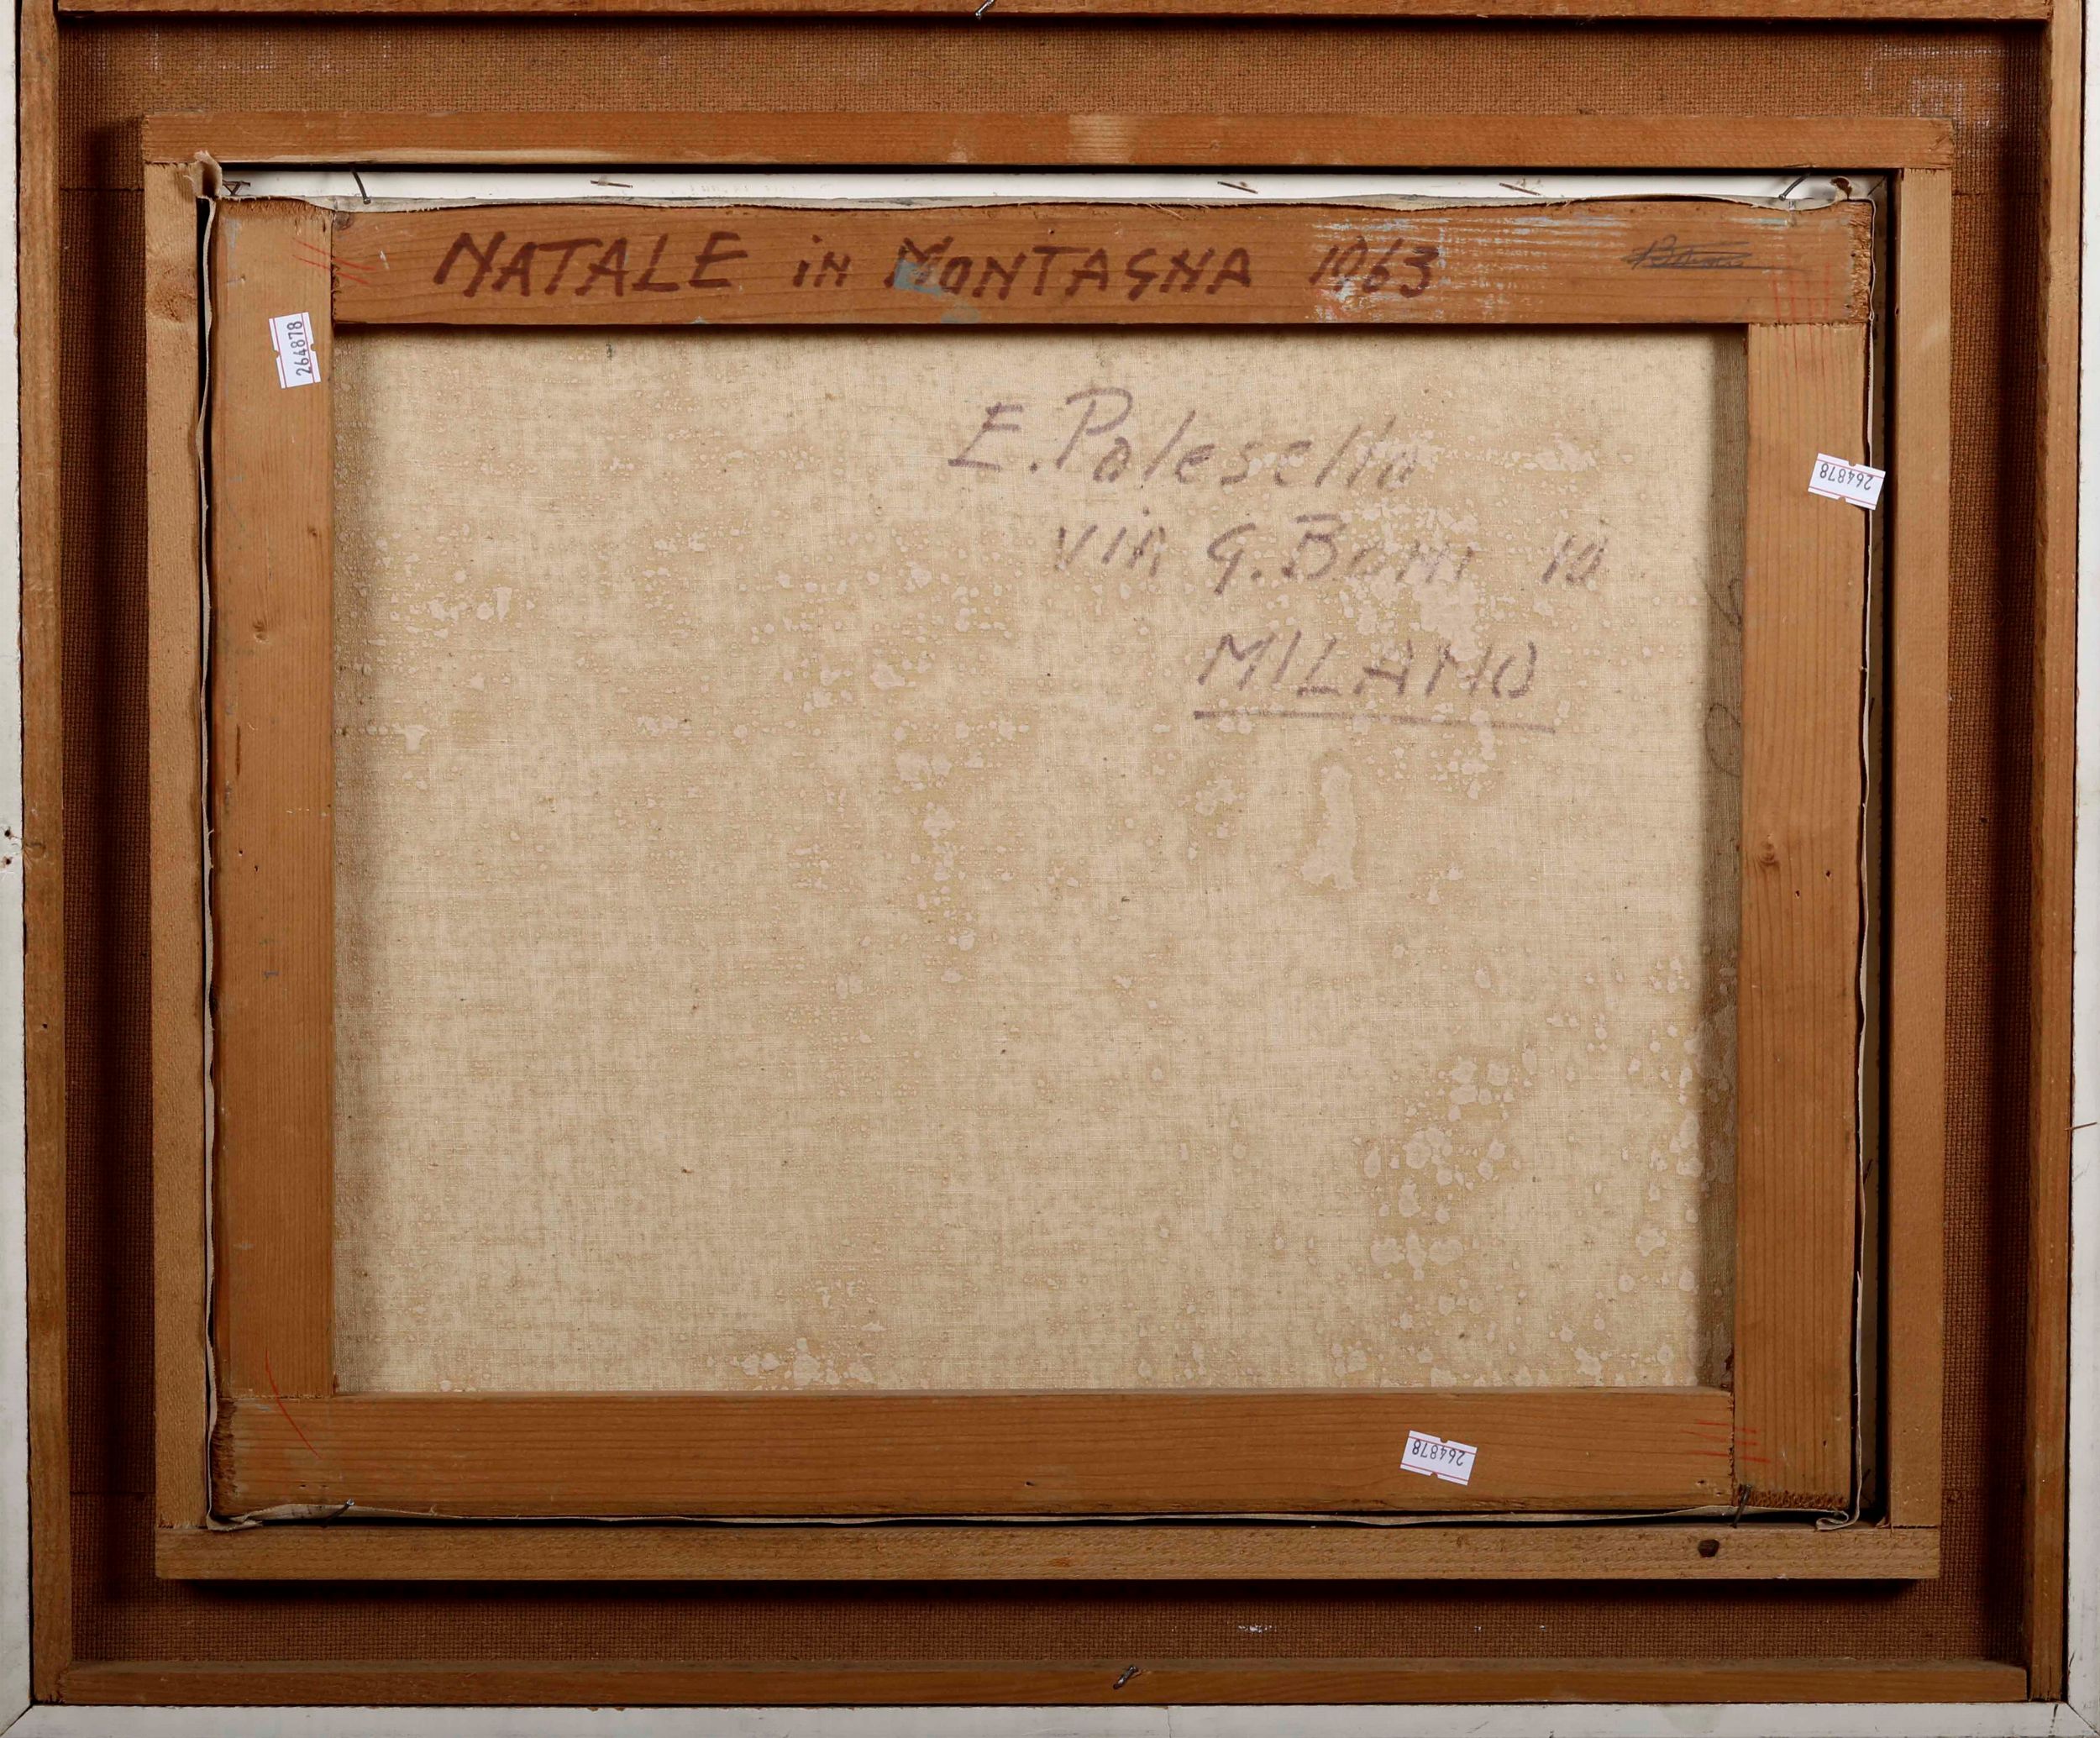 NATALE in MONTAGNA 1963
264878
E. Polesello
via G. Boni 10
MILANO
264878
264878